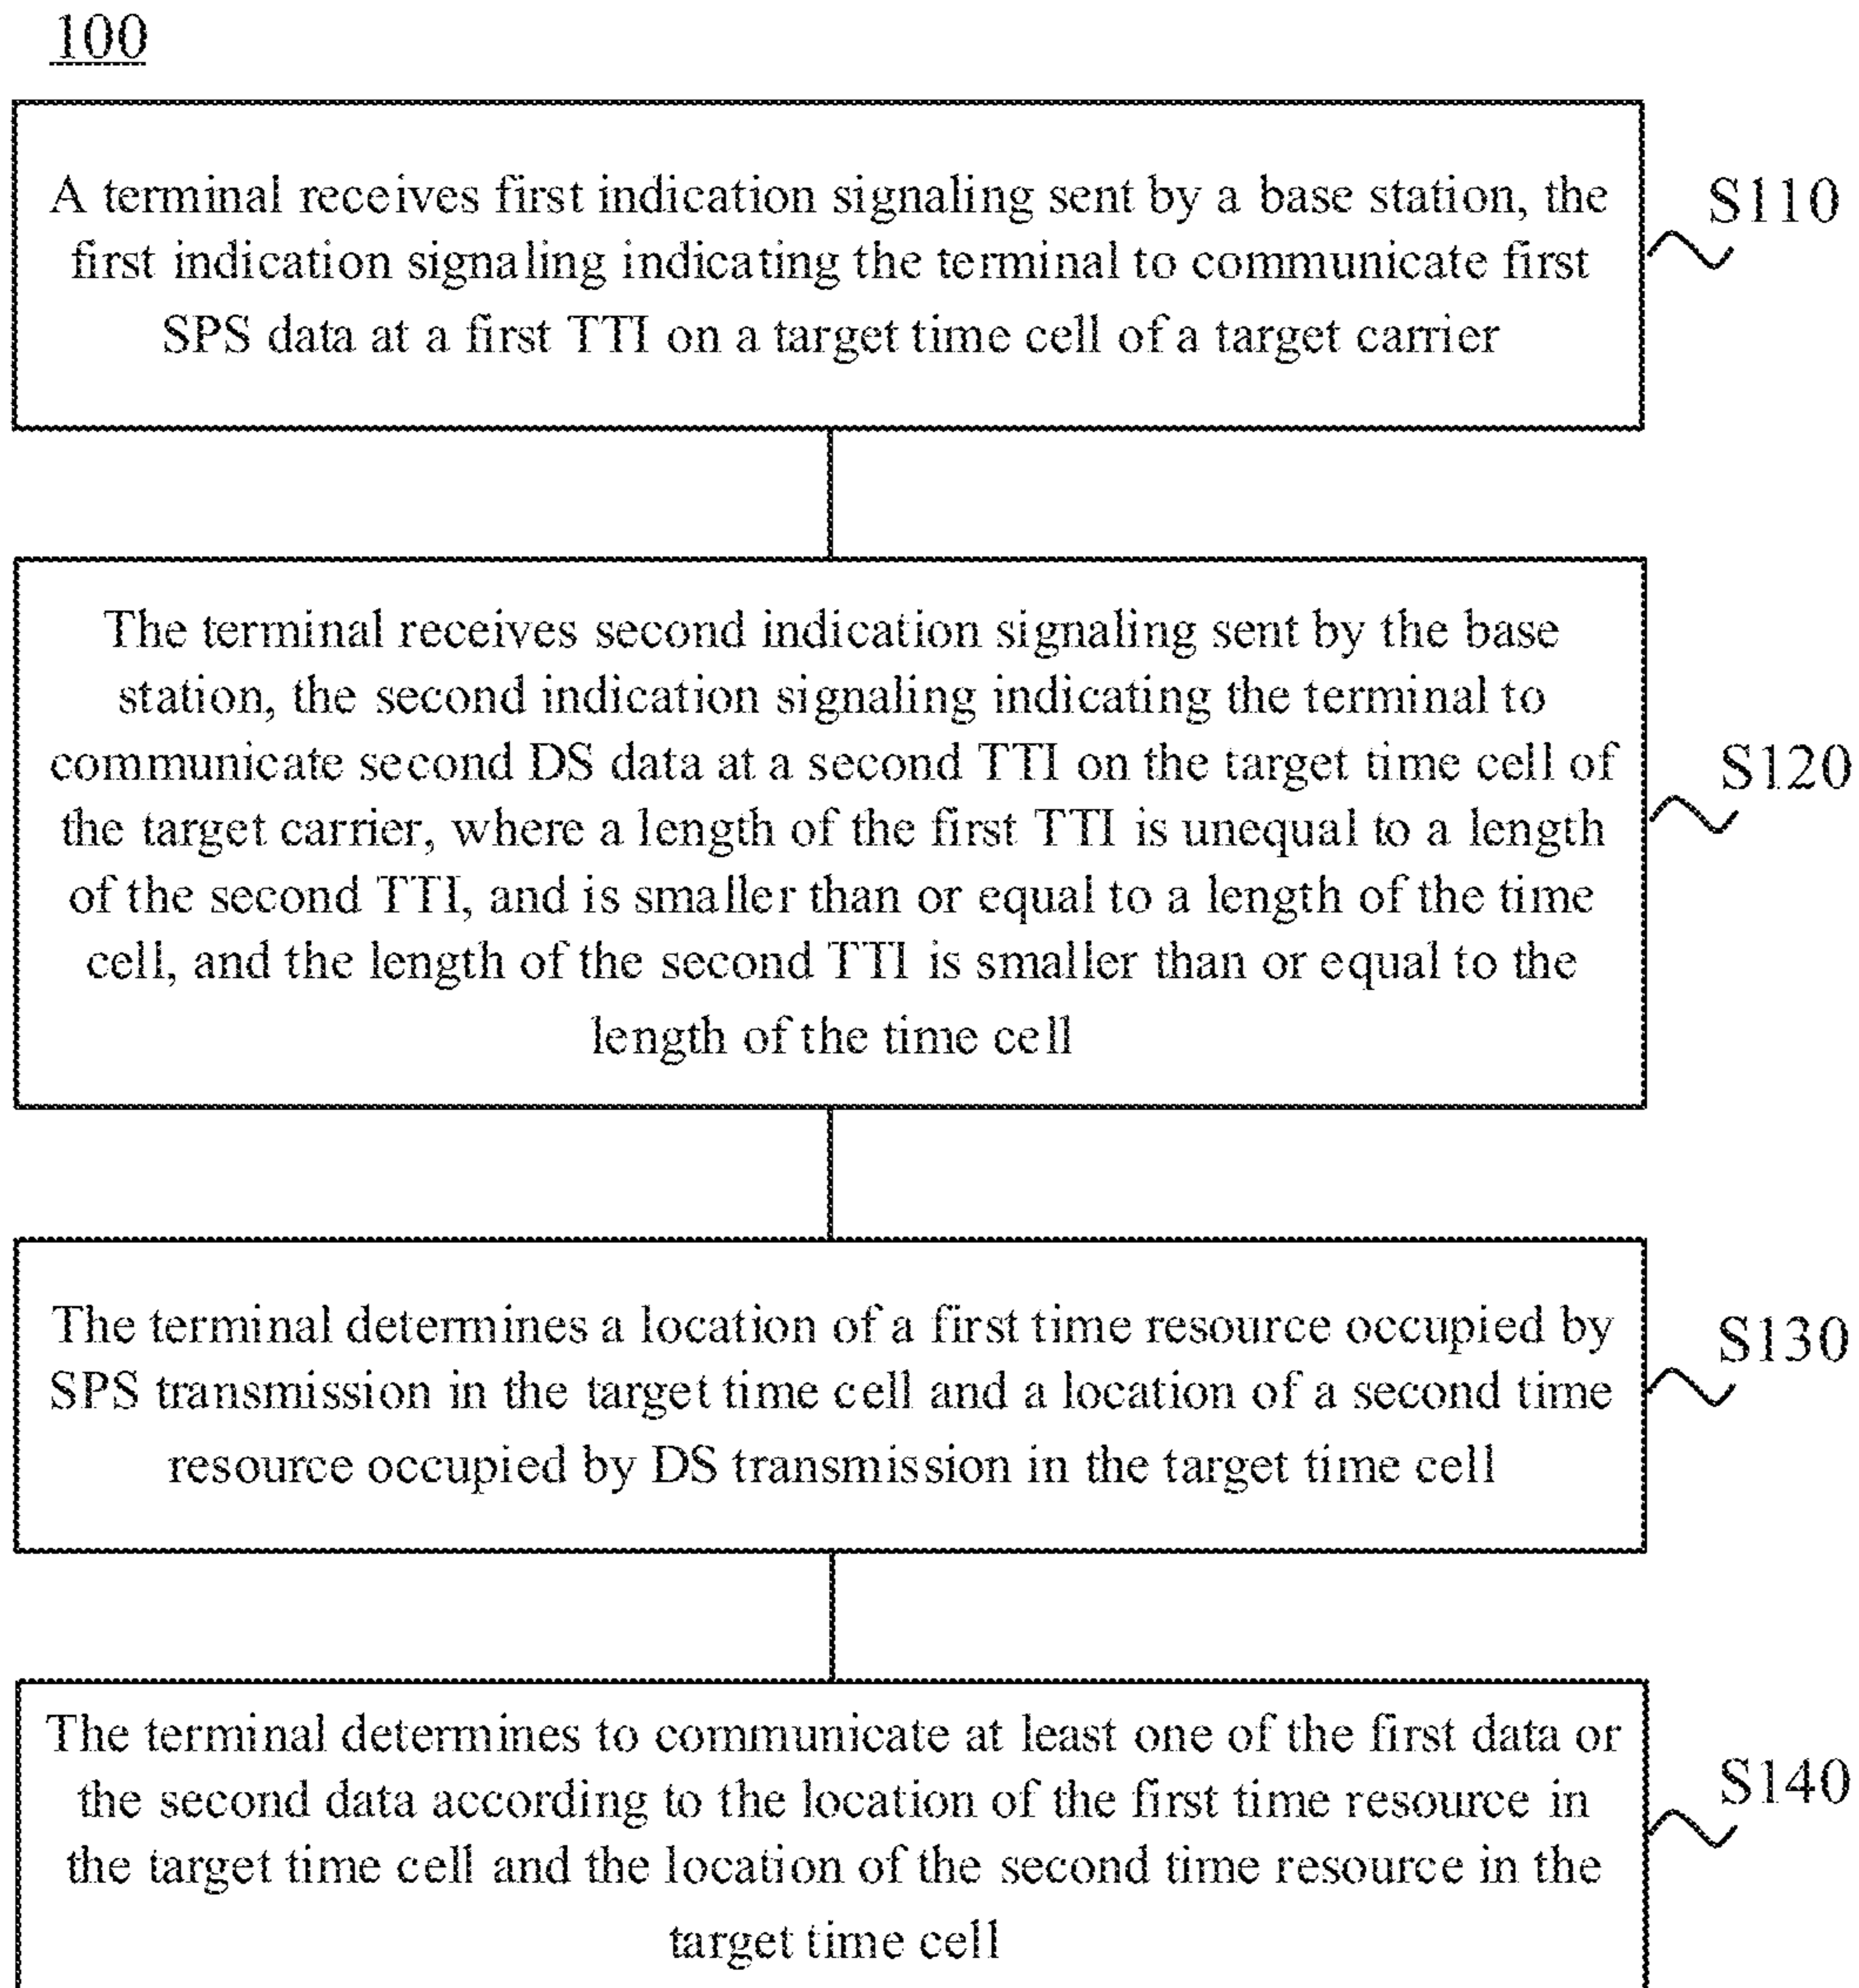 100
A terminal receives first indication signaling sent by a base station, the
first indication signaling indicating the terminal to communicate first
SPS data at a first TTI on a target time cell of a target carrier
S110
The terminal receives second indication signaling sent by the base
station, the second indication signaling indicating the terminal to
communicate second DS data at a second TTI on the target time cell of
the target carrier, where a length of the first TTI is unequal to a length
of the second TTI, and is smaller than or equal to a length of the time
cell, and the length of the second TTI is smaller than or equal to the
length of the time cell
S120
The terminal determines a location of a first time resource occupied by
SPS transmission in the target time cell and a location of a second time
resource occupied by DS transmission in the target time cell
S130
The terminal determines to communicate at least one of the first data or
the second data according to the location of the first time resource in
the target time cell and the location of the second time resource in the
target time cell
S140